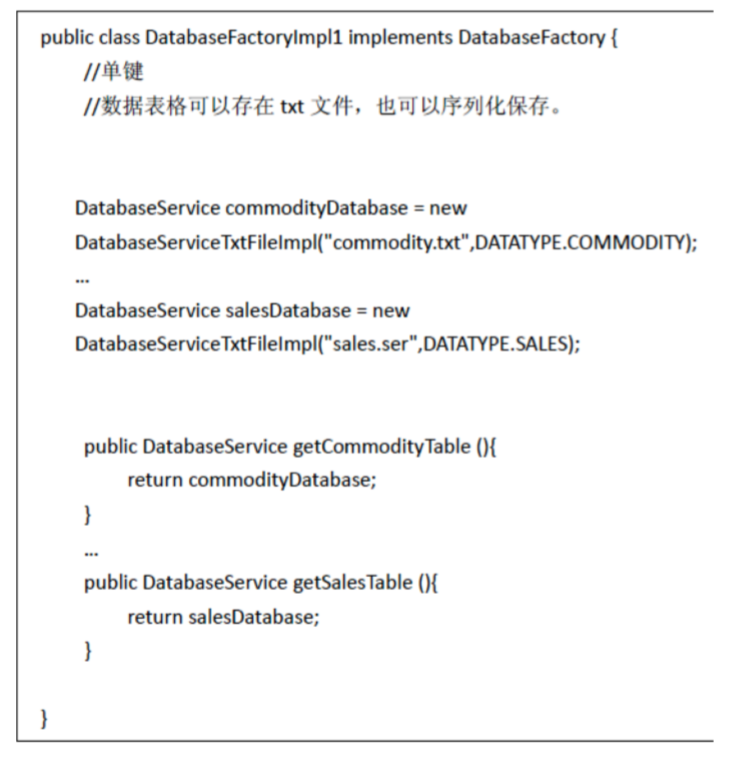 public class DatabaseFactoryImpl1 implements DatabaseFactory {
//单键
//数据表格可以存在 txt 文件，也可以序列化保存。
DatabaseService commodityDatabase = new
DatabaseServiceTxtFileImpl("commodity.txt",DATATYPE.COMMODITY);
...
DatabaseService salesDatabase = new
DatabaseServiceTxtFileImpl("sales.ser",DATATYPE.SALES);
public DatabaseService getCommodityTable (){
return commodityDatabase;
}
...
public DatabaseService getSalesTable (){
return salesDatabase;
}
}